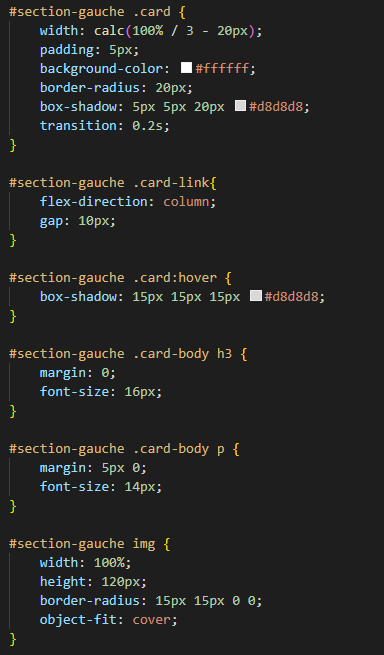 #section-gauche .card {
    width: calc(100% / 3 - 20px);
    padding: 5px;
    background-color: #ffffff;
    border-radius: 20px;
    box-shadow: 5px 5px 20px #d8d8d8;
    transition: 0.2s;
}

#section-gauche .card-link{
    flex-direction: column;
    gap: 10px;
}

#section-gauche .card:hover {
    box-shadow: 15px 15px 15px #d8d8d8;
}

#section-gauche .card-body h3 {
    margin: 0;
    font-size: 16px;
}

#section-gauche .card-body p {
    margin: 5px 0;
    font-size: 14px;
}

#section-gauche img {
    width: 100%;
    height: 120px;
    border-radius: 15px 15px 0 0;
    object-fit: cover;
}